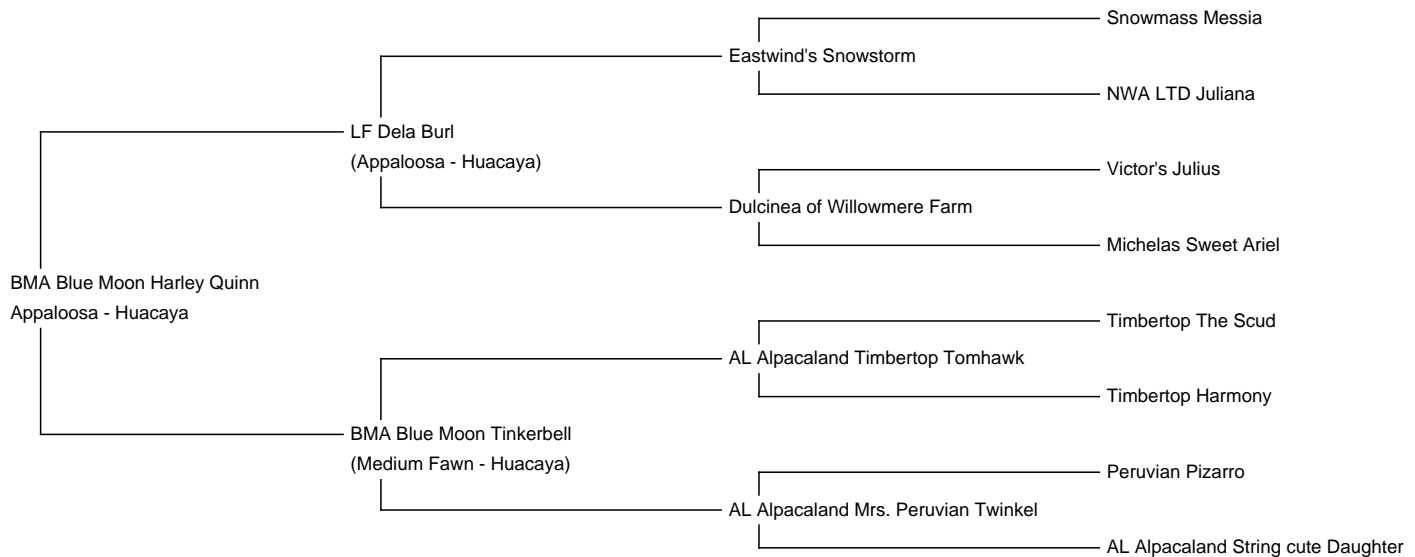 Snowmass Messia
Eastwind's Snowstorm
NWA LTD Juliana
LF Dela Burl
(Appaloosa - Huacaya)
Victor's Julius
Dulcinea of Willowmere Farm
Michelas Sweet Ariel
BMA Blue Moon Harley Quinn
Appaloosa - Huacaya
Timbertop The Scud
AL Alpacaland Timbertop Tomhawk
Timbertop Harmony
BMA Blue Moon Tinkerbell
(Medium Fawn - Huacaya)
Peruvian Pizarro
AL Alpacaland Mrs. Peruvian Twinkel
AL Alpacaland String cute Daughter